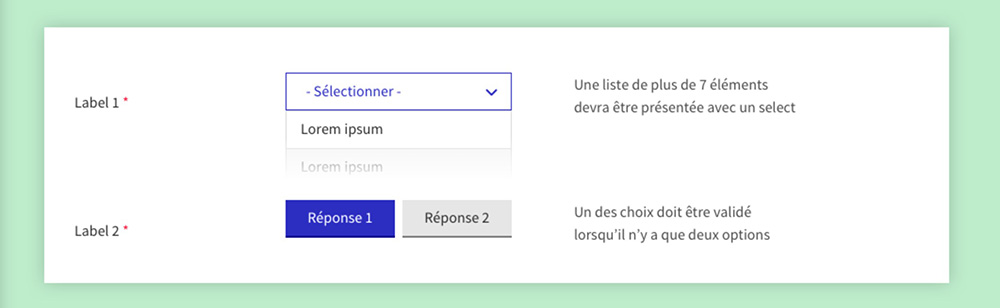 Label 1 *
- Sélectionner -
Lorem ipsum
Lorem ipsum
Une liste de plus de 7 éléments
devra être présentée avec un select
Label 2 *
Réponse 1
Réponse 2
Un des choix doit être validé
lorsqu’il n’y a que deux options